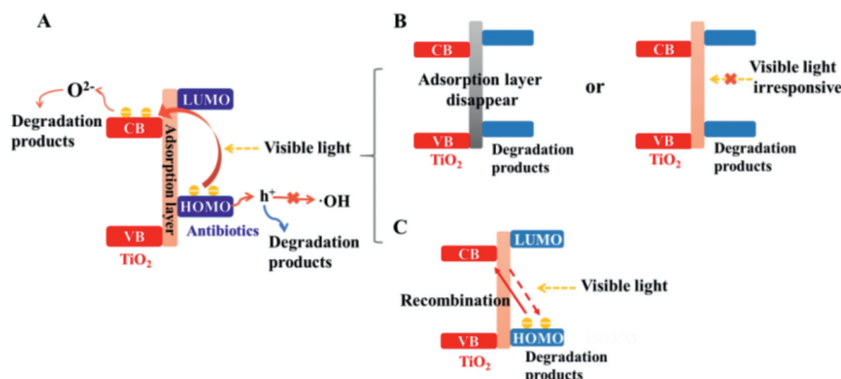 A
O²⁻
Degradation
products
CB
LUMO
Adsorption layer
Visible light
HOMO
h⁺
·OH
Antibiotics
VB
TiO₂
Degradation
products
B
CB
Adsorption layer
disappear
VB
TiO₂
Degradation
products
or
CB
Visible light
irresponsive
VB
TiO₂
Degradation
products
C
LUMO
CB
Visible light
Recombination
VB
HOMO
TiO₂
Degradation
products